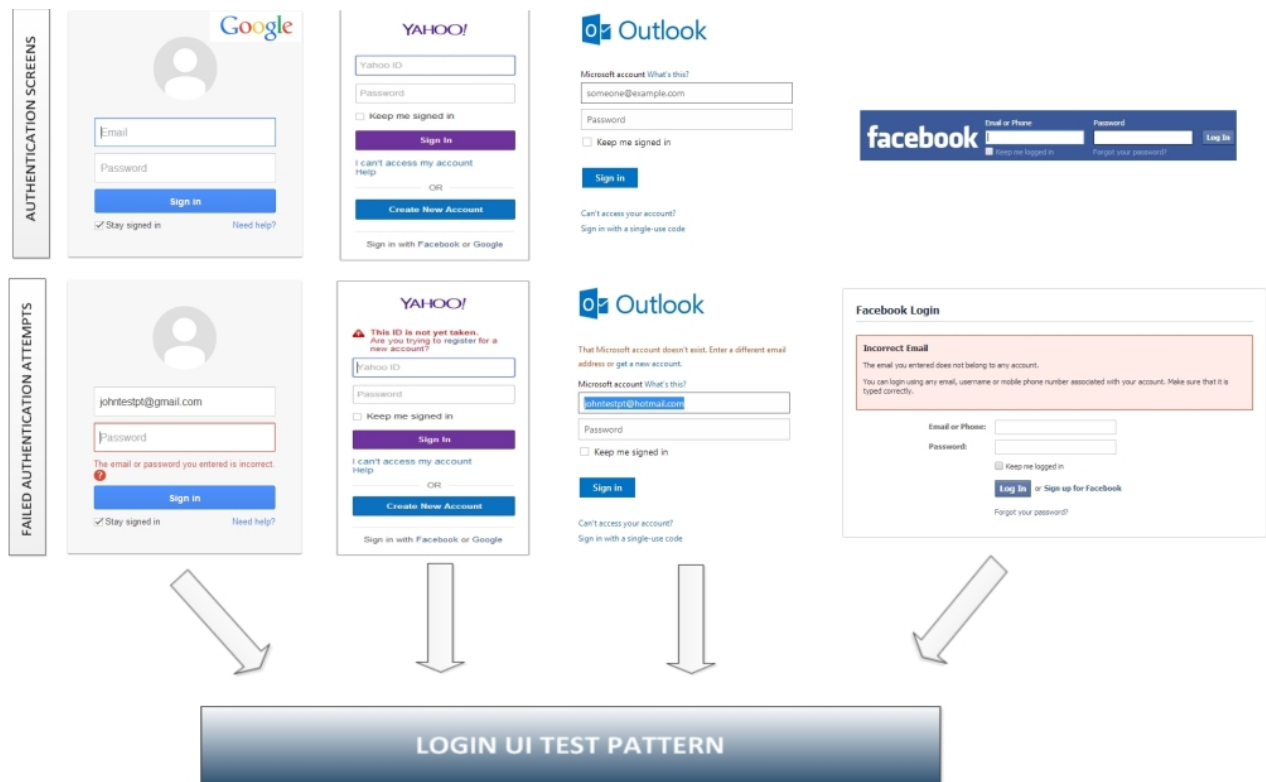 AUTHENTICATION SCREENS
Google
Email
Password
Sign in
Stay signed in
Need help?
YAHOO!
Yahoo ID
Password
Keep me signed in
Sign In
I can't access my account
Help
OR
Create New Account
Sign in with Facebook or Google
Outlook
Microsoft account What's this?
someone@example.com
Password
Keep me signed in
Sign in
Can't access your account?
Sign in with a single-use code
facebook
Email or Phone
Password
Log In
Keep me logged in
Forgot your password?
FAILED AUTHENTICATION ATTEMPTS
johntestpt@gmail.com
Password
The email or password you entered is incorrect.
?
Sign in
Stay signed in
Need help?
YAHOO!
This ID is not yet taken.
Are you trying to register for a
new account?
Yahoo ID
Password
Keep me signed in
Sign In
I can't access my account
Help
OR
Create New Account
Sign in with Facebook or Google
Outlook
That Microsoft account doesn't exist. Enter a different email
address or get a new account.
Microsoft account What's this?
johntestpt@hotmail.com
Password
Keep me signed in
Sign in
Can't access your account?
Sign in with a single-use code
Facebook Login
Incorrect Email
The email you entered does not belong to any account.
You can login using any email, username or mobile phone number associated with your account. Make sure that it is
typed correctly.
Email or Phone:
Password:
Keep me logged in
Log In or Sign up for Facebook
Forgot your password?
LOGIN UI TEST PATTERN